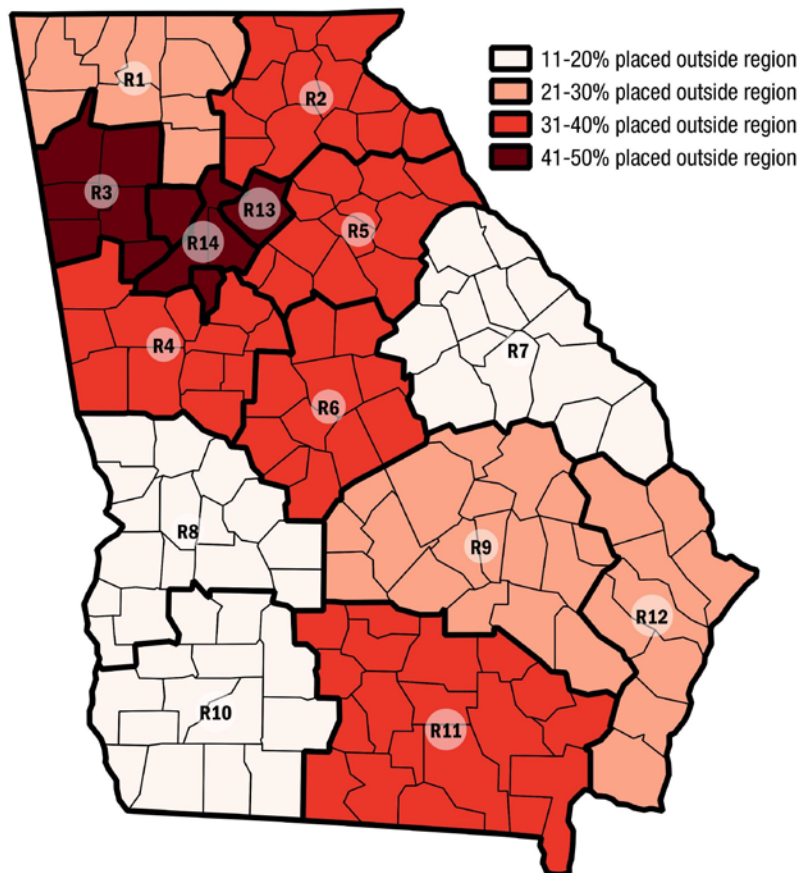 11-20% placed outside region
21-30% placed outside region
31-40% placed outside region
41-50% placed outside region
R1
R2
R3
R13
R5
R14
R4
R7
R6
R8
R9
R12
R10
R11